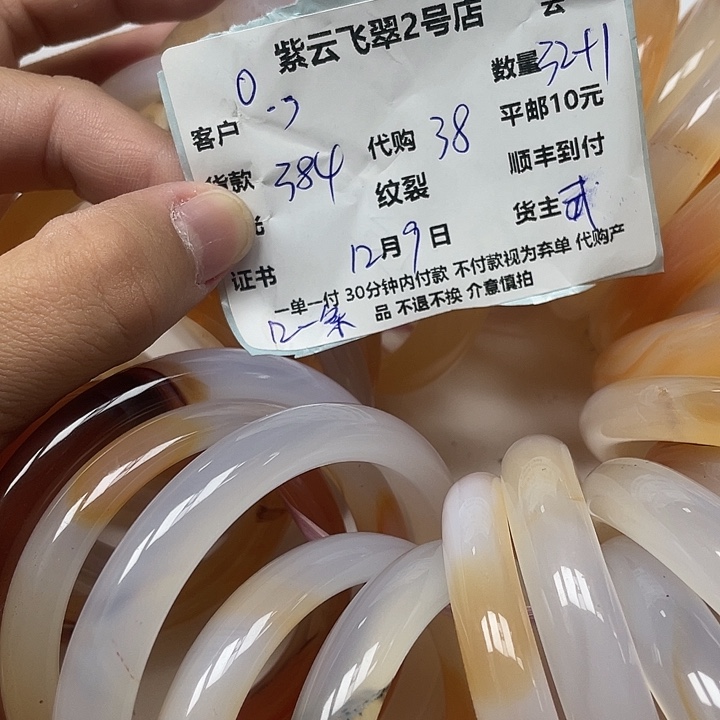 紫云飞翠2号店 云
客户 0 数量32+1
货款 384 代购 38 平邮10元
纹裂 顺丰到付
证书 12月9日 货主武
一单一付 30分钟内付款 不付款视为弃单 代购产
品 不退不换 介意慎拍
12一条